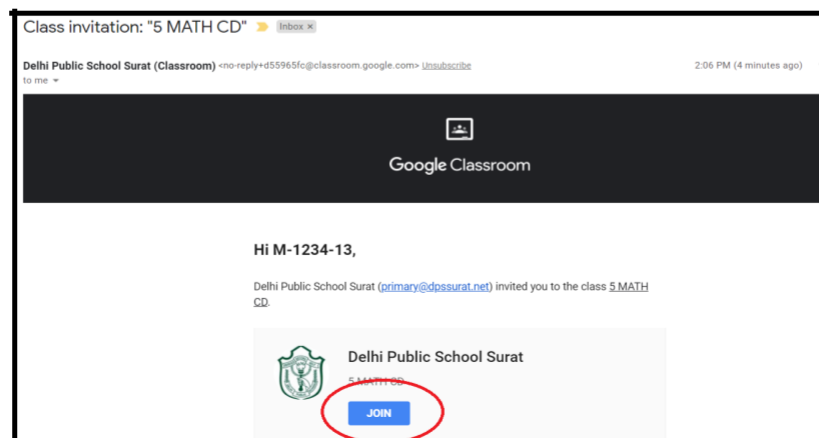 Class invitation: "5 MATH CD" Inbox ×
Delhi Public School Surat (Classroom) <no-reply+d55965fc@classroom.google.com> Unsubscribe 2:06 PM (4 minutes ago)
to me
Google Classroom
Hi M-1234-13,
Delhi Public School Surat (primary@dpssurat.net) invited you to the class 5 MATH
CD.
Delhi Public School Surat
5 MATH CD
JOIN